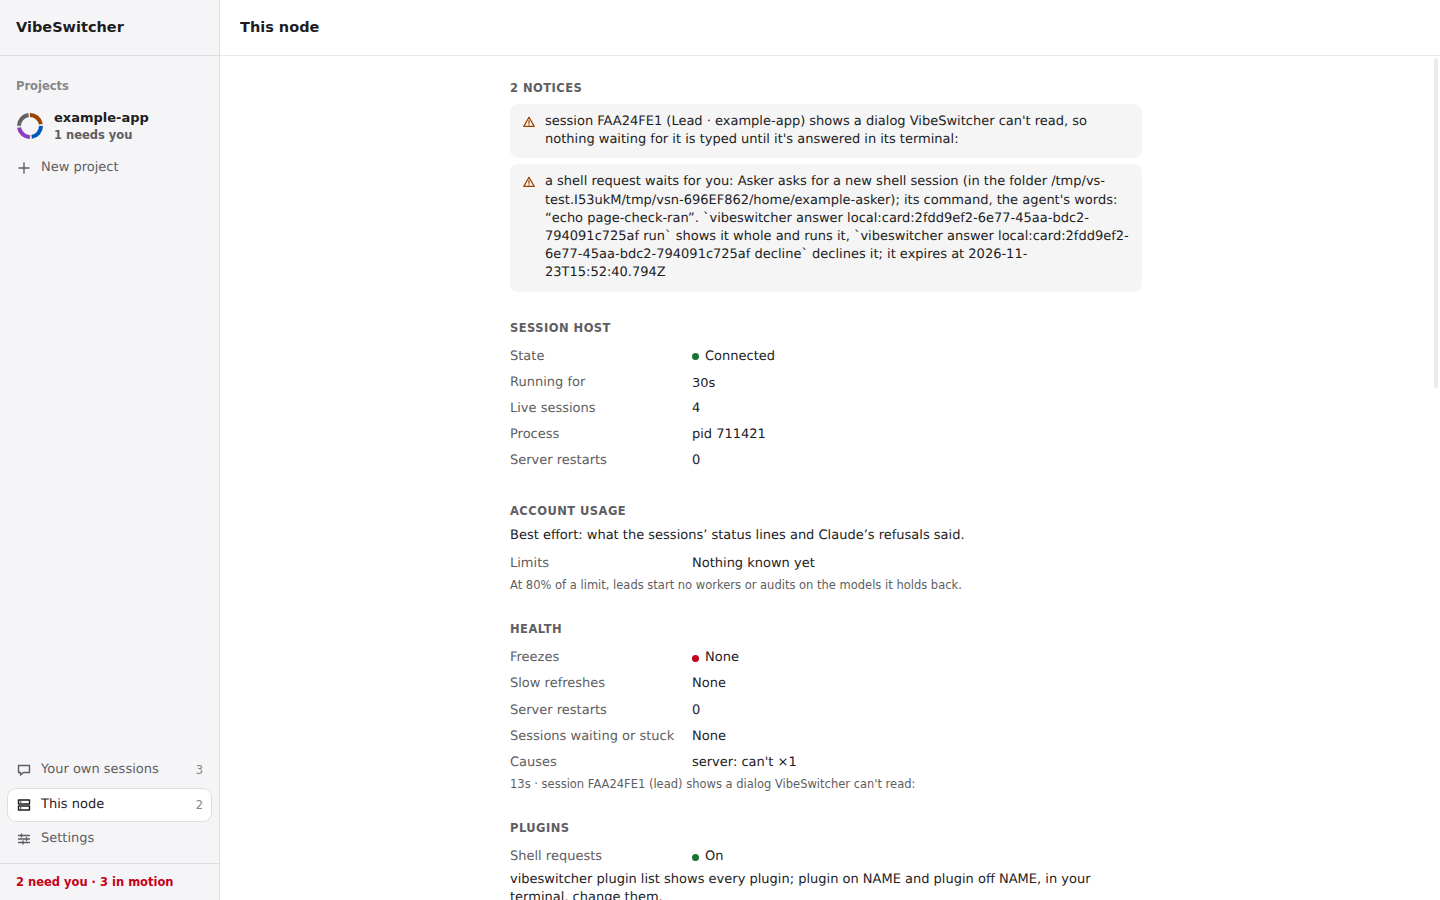 VibeSwitcher
This node
Projects
example-app
1 needs you
New project
Your own sessions 3
This node 2
Settings
2 need you · 3 in motion
2 NOTICES
session FAA24FE1 (Lead · example-app) shows a dialog VibeSwitcher can't read, so
nothing waiting for it is typed until it's answered in its terminal:
a shell request waits for you: Asker asks for a new shell session (in the folder /tmp/vs-
test.I53ukM/tmp/vsn-696EF862/home/example-asker); its command, the agent's words:
“echo page-check-ran”. `vibeswitcher answer local:card:2fdd9ef2-6e77-45aa-bdc2-
794091c725af run` shows it whole and runs it, `vibeswitcher answer local:card:2fdd9ef2-
6e77-45aa-bdc2-794091c725af decline` declines it; it expires at 2026-11-
23T15:52:40.794Z
SESSION HOST
State Connected
Running for 30s
Live sessions 4
Process pid 711421
Server restarts 0
ACCOUNT USAGE
Best effort: what the sessions’ status lines and Claude’s refusals said.
Limits Nothing known yet
At 80% of a limit, leads start no workers or audits on the models it holds back.
HEALTH
Freezes None
Slow refreshes None
Server restarts 0
Sessions waiting or stuck None
Causes server: can't ×1
13s · session FAA24FE1 (lead) shows a dialog VibeSwitcher can't read:
PLUGINS
Shell requests On
vibeswitcher plugin list shows every plugin; plugin on NAME and plugin off NAME, in your
terminal, change them.